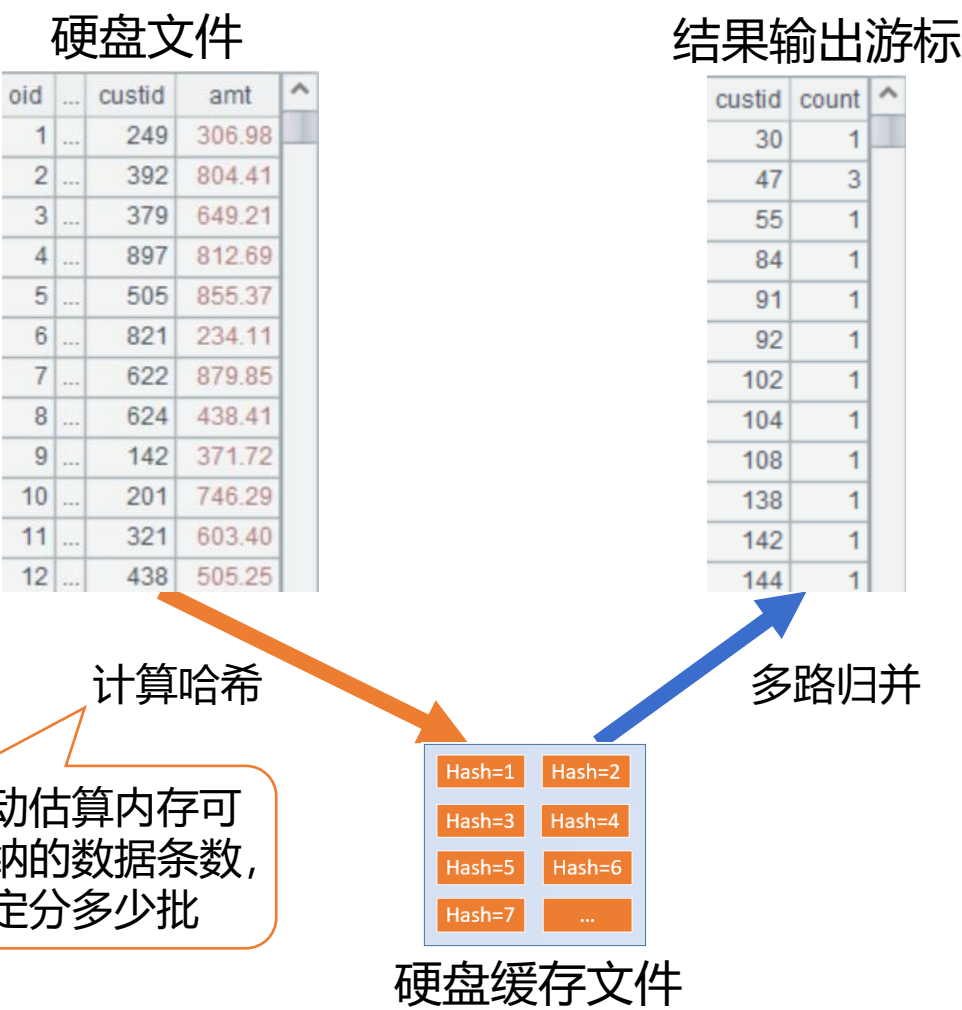 硬盘文件
结果输出游标
oid ... custid amt
1 ... 249 306.98
2 ... 392 804.41
3 ... 379 649.21
4 ... 897 812.69
5 ... 505 855.37
6 ... 821 234.11
7 ... 622 879.85
8 ... 624 438.41
9 ... 142 371.72
10 ... 201 746.29
11 ... 321 603.40
12 ... 438 505.25
custid count
30 1
47 3
55 1
84 1
91 1
92 1
102 1
104 1
108 1
138 1
142 1
144 1
计算哈希
多路归并
动估算内存可
纳的数据条数,
定分多少批
Hash=1 Hash=2
Hash=3 Hash=4
Hash=5 Hash=6
Hash=7 ...
硬盘缓存文件